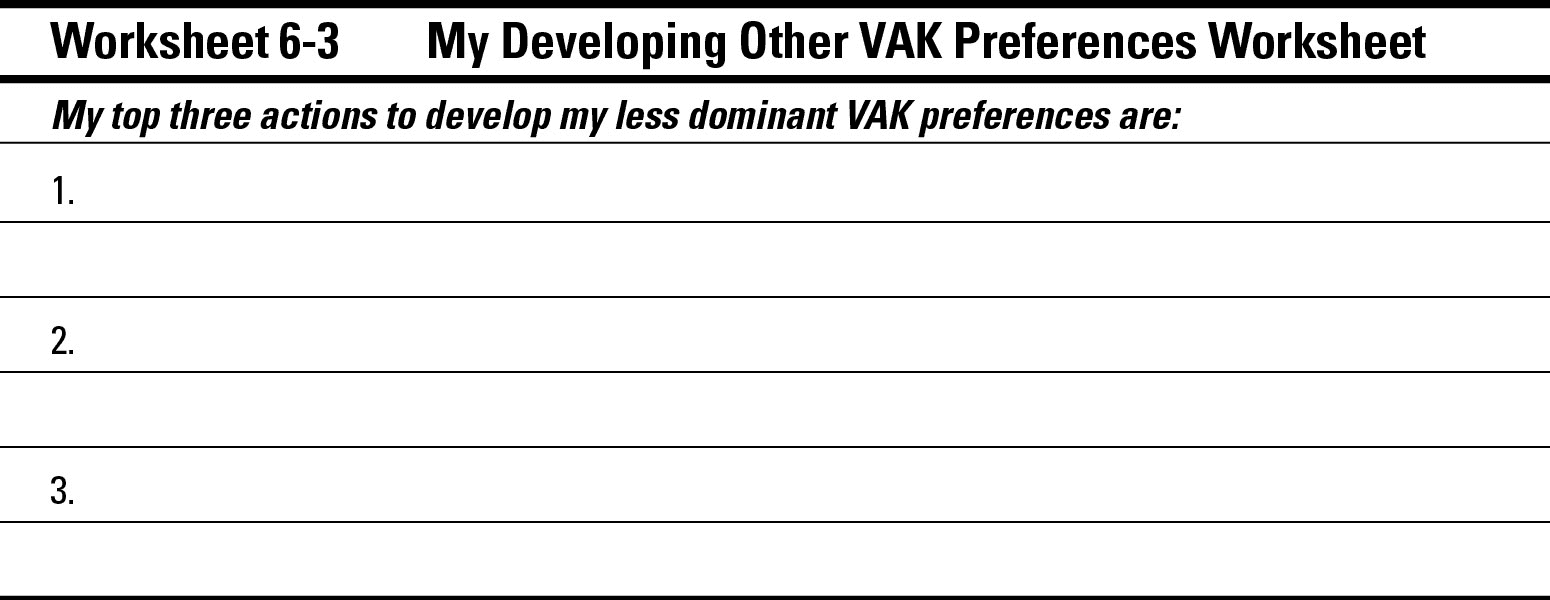 Worksheet 6-3 My Developing Other VAK Preferences Worksheet
My top three actions to develop my less dominant VAK preferences are:
1.
2.
3.